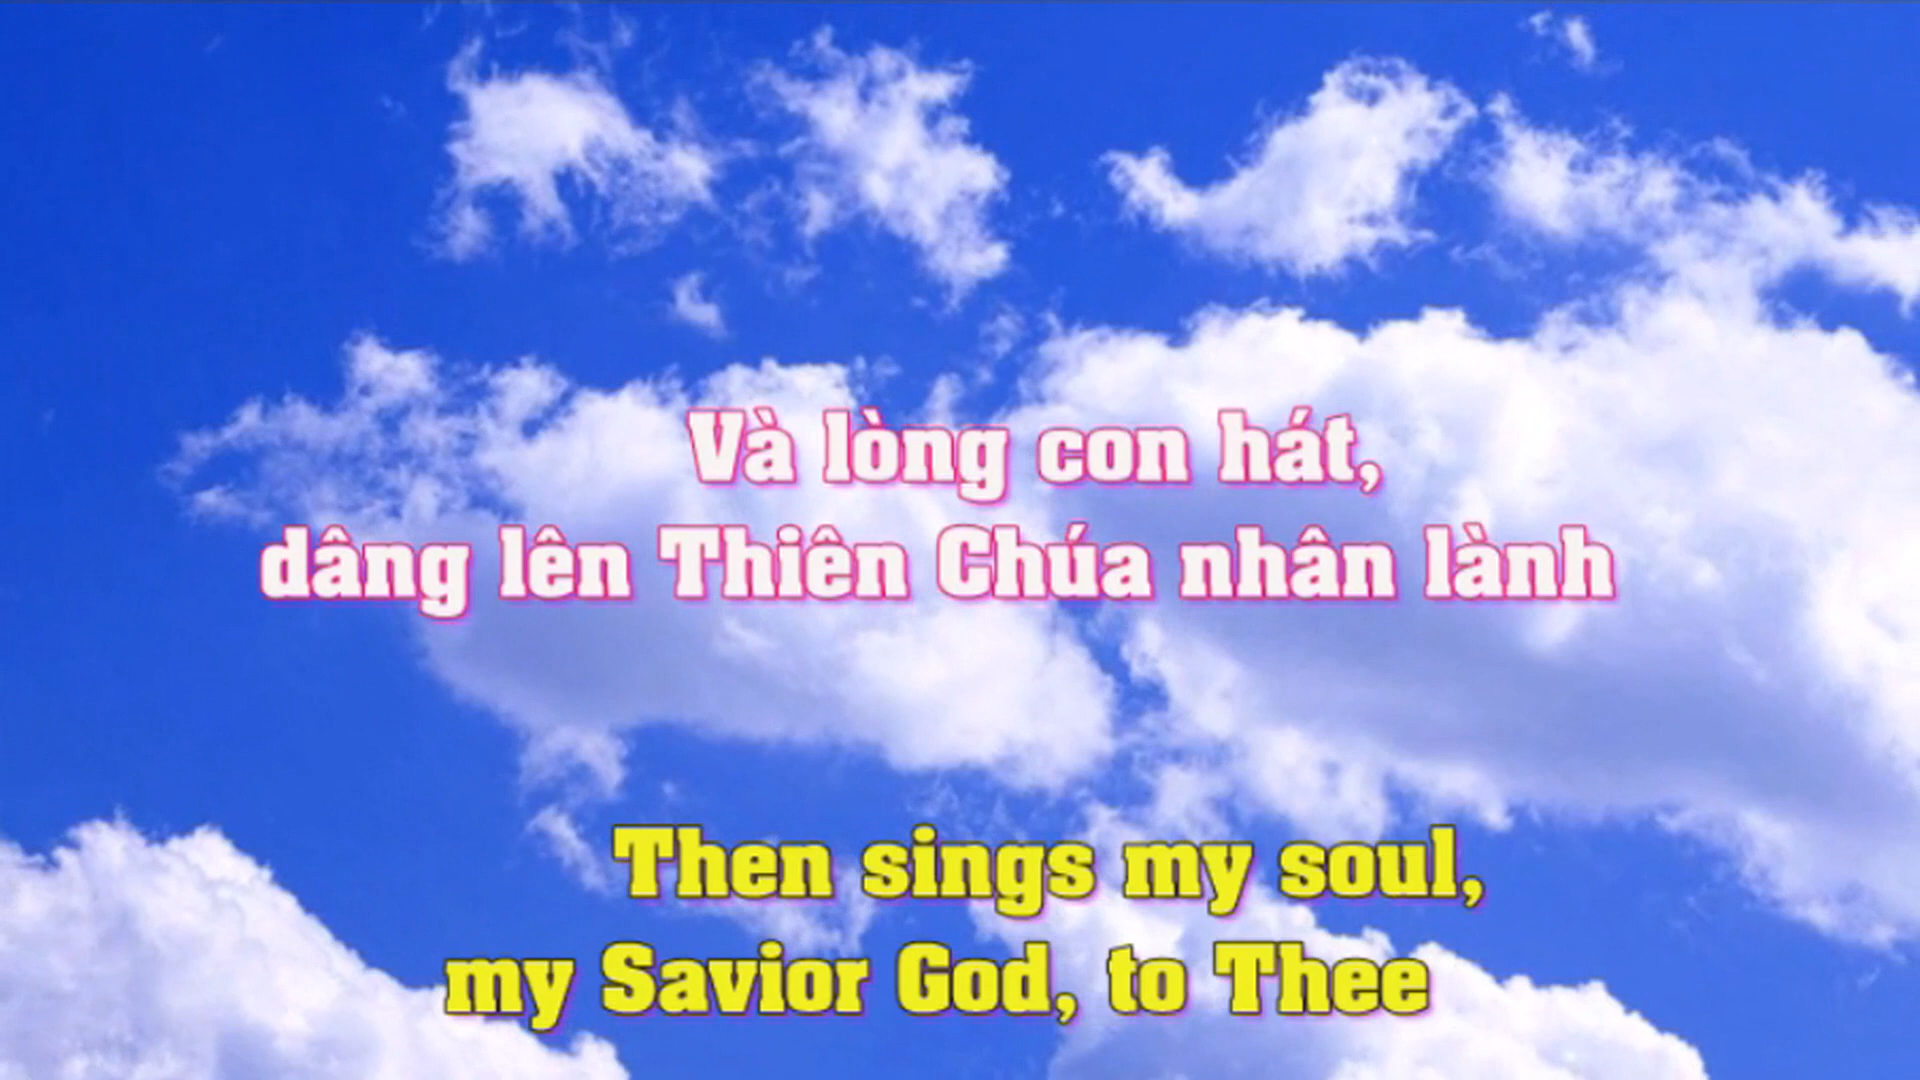 Và lòng con hát,
dâng lên Thiên Chúa nhân lành
Then sings my soul,
my Savior God, to Thee